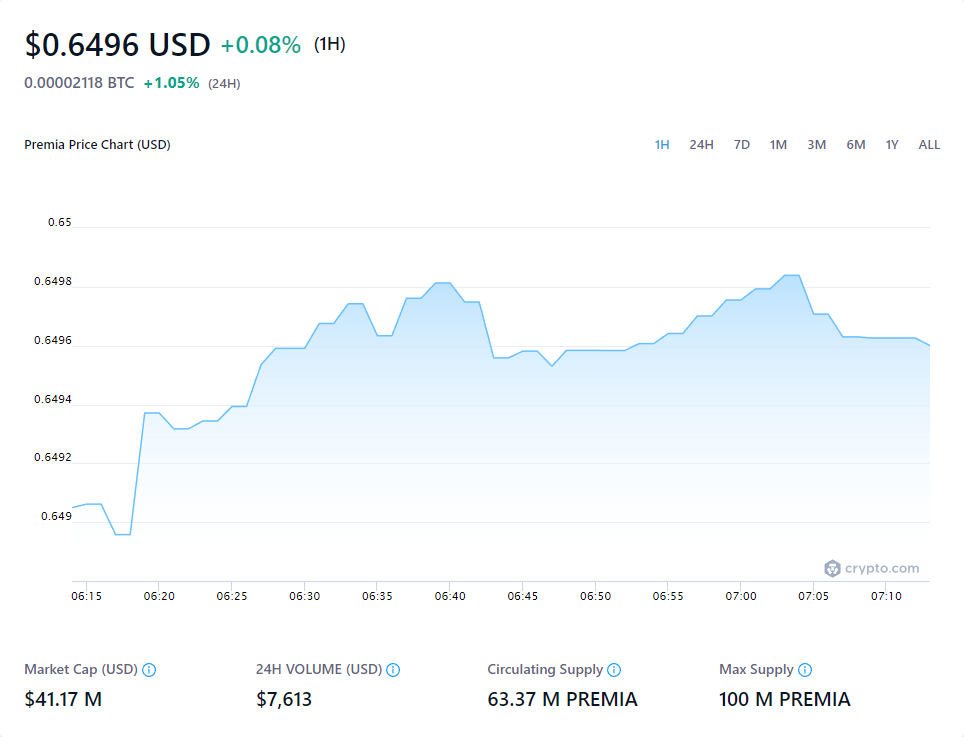 $0.6496 USD +0.08% (1H)
0.00002118 BTC +1.05% (24H)
Premia Price Chart (USD) 1H 24H 7D 1M 3M 6M 1Y ALL
0.65
0.6498
0.6496
0.6494
0.6492
0.649
crypto.com
06:15 06:20 06:25 06:30 06:35 06:40 06:45 06:50 06:55 07:00 07:05 07:10
Market Cap (USD) 24H VOLUME (USD) Circulating Supply Max Supply
$41.17 M $7,613 63.37 M PREMIA 100 M PREMIA